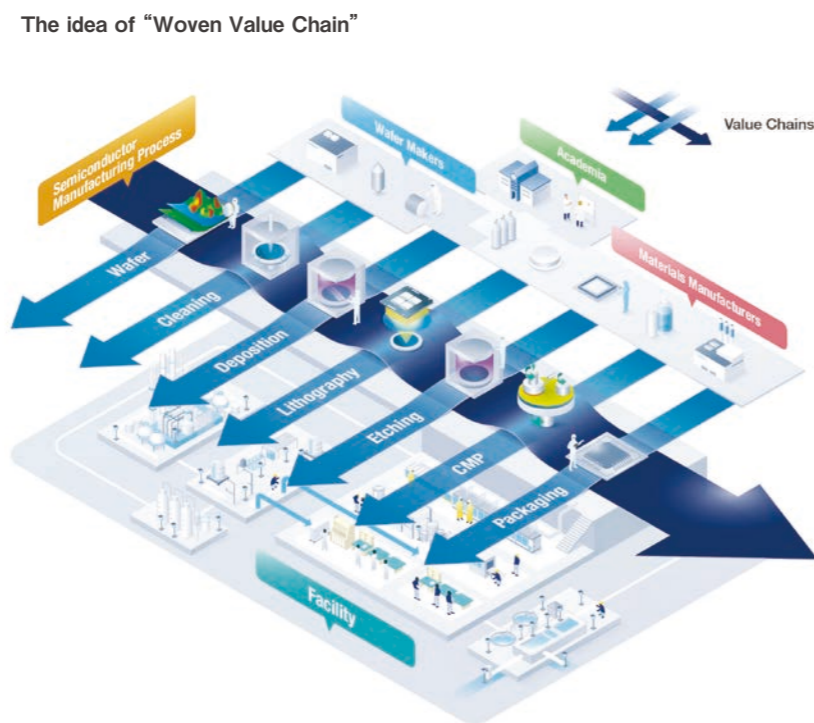 The idea of “Woven Value Chain”
Value Chains
Semiconductor
Manufacturing Process
Wafer Makers
Academia
Materials Manufacturers
Wafer
Cleaning
Deposition
Lithography
Etching
CMP
Packaging
Facility